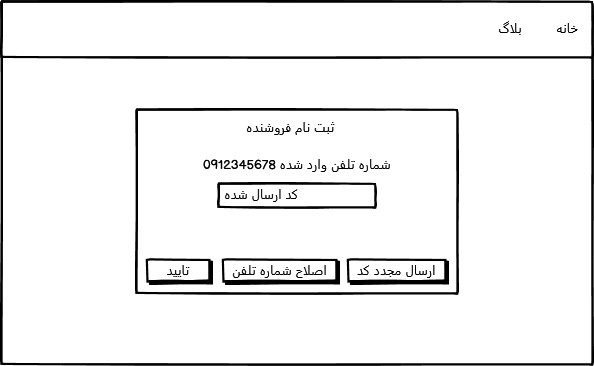 خانه
بلاگ
ثبت نام فروشنده
شماره تلفن وارد شده 0912345678
کد ارسال شده
ارسال مجدد کد
اصلاح شماره تلفن
تایید